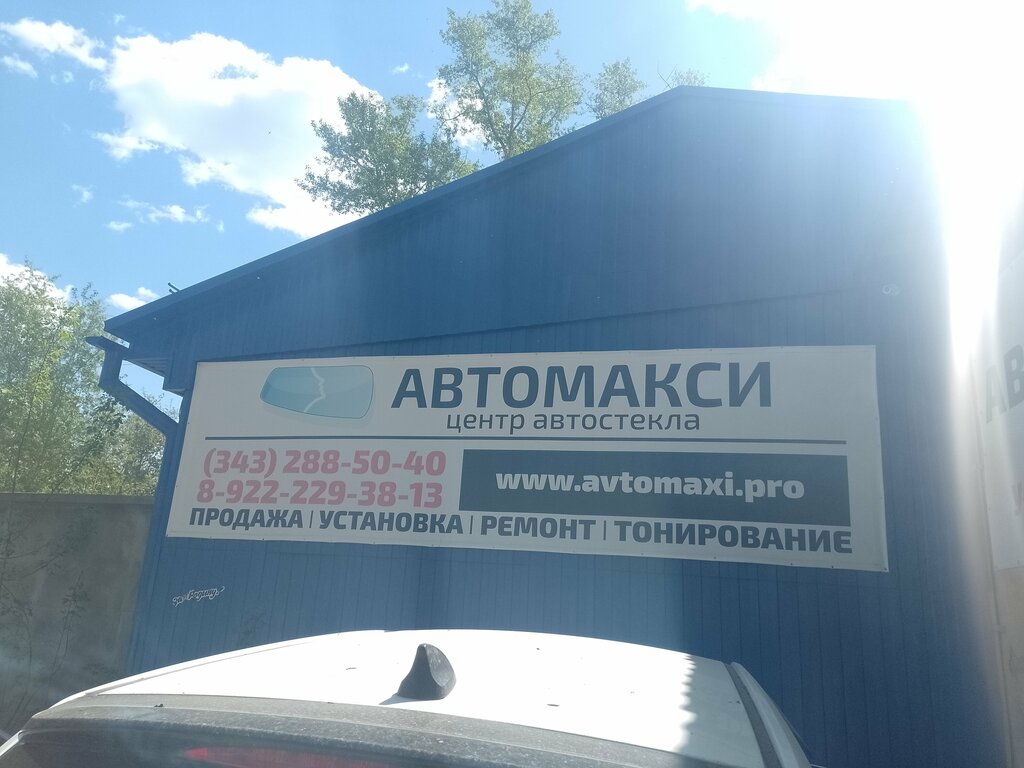 АВТОМАКСИ
центр автостекла
(343) 288-50-40
8-922-229-38-13
www.avtomaxi.pro
ПРОДАЖА | УСТАНОВКА | РЕМОНТ | ТОНИРОВАНИЕ